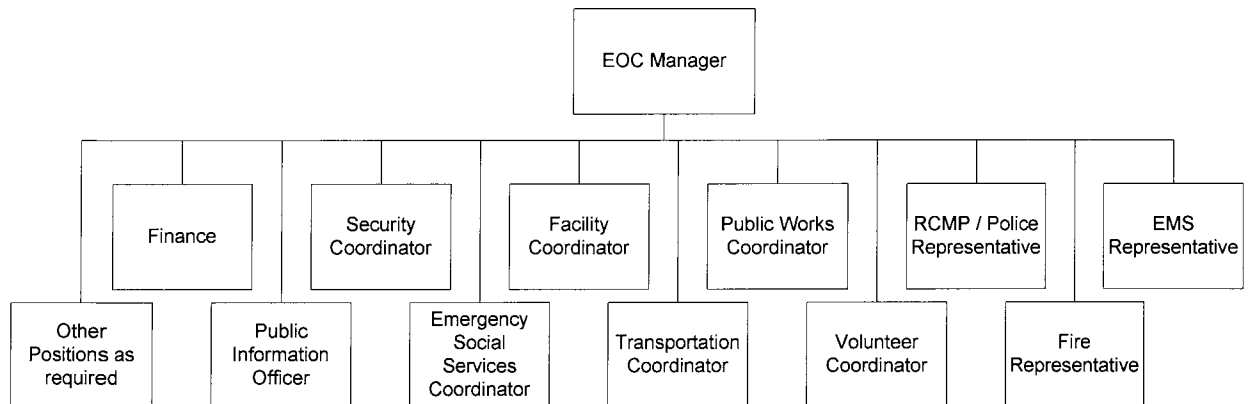 EOC Manager
Finance
Security
Coordinator
Facility
Coordinator
Public Works
Coordinator
RCMP / Police
Representative
EMS
Representative
Other
Positions as
required
Public
Information
Officer
Emergency
Social
Services
Coordinator
Transportation
Coordinator
Volunteer
Coordinator
Fire
Representative